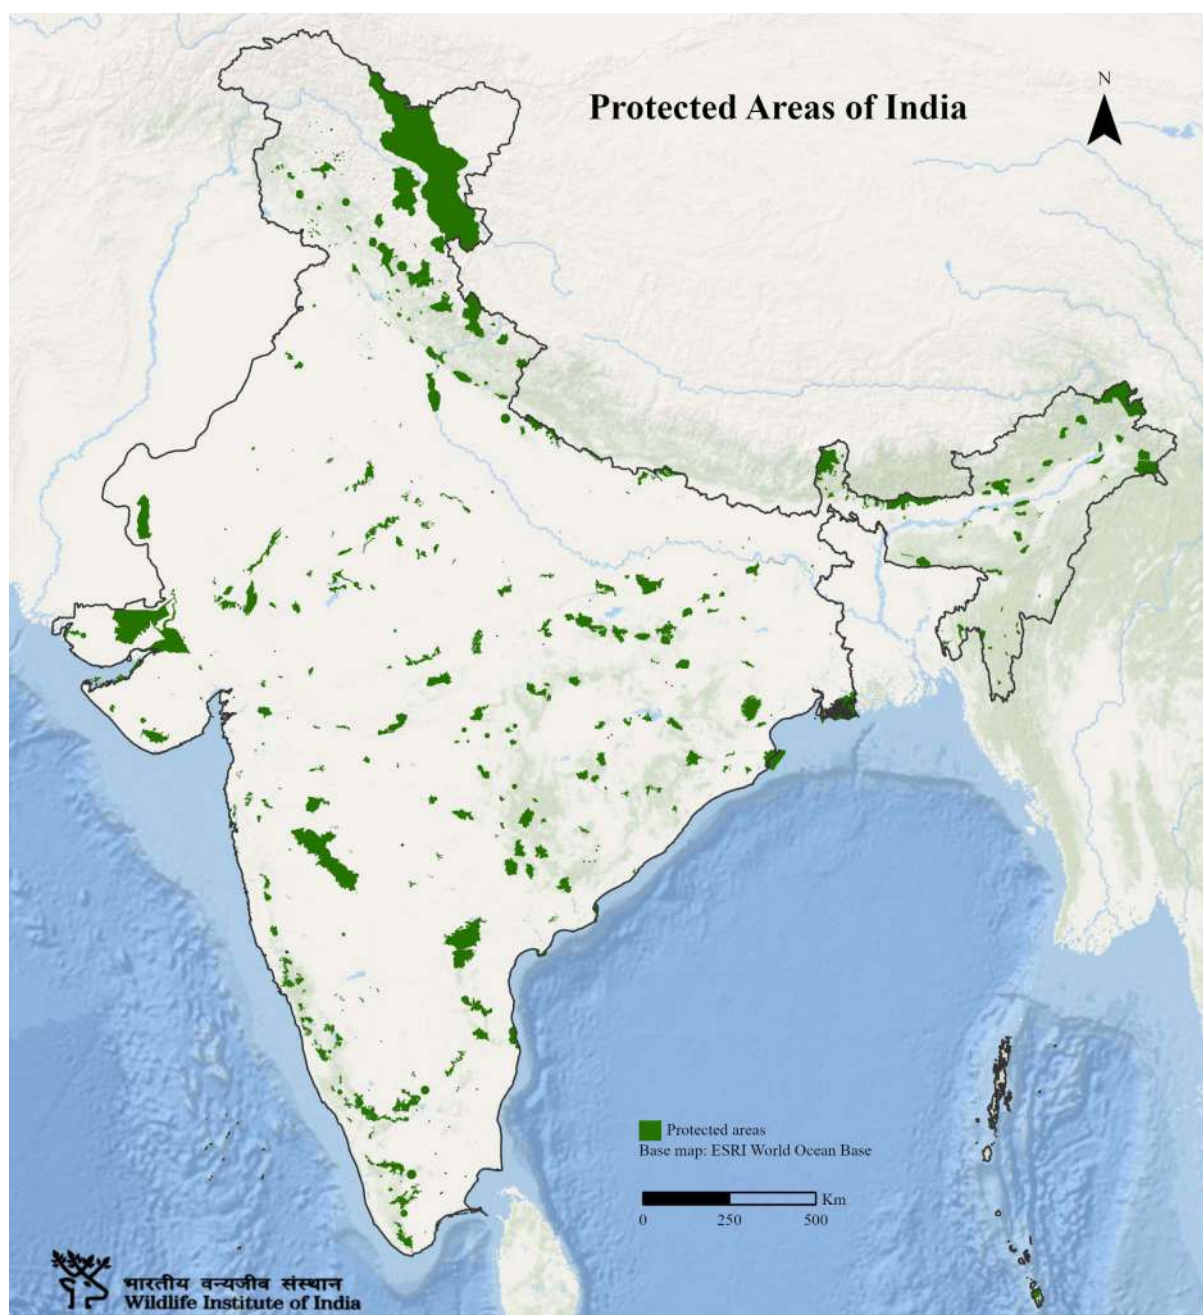 Protected Areas of India
N
Protected areas
Base map: ESRI World Ocean Base
Km
0 250 500
भारतीय वन्यजीव संस्थान
Wildlife Institute of India